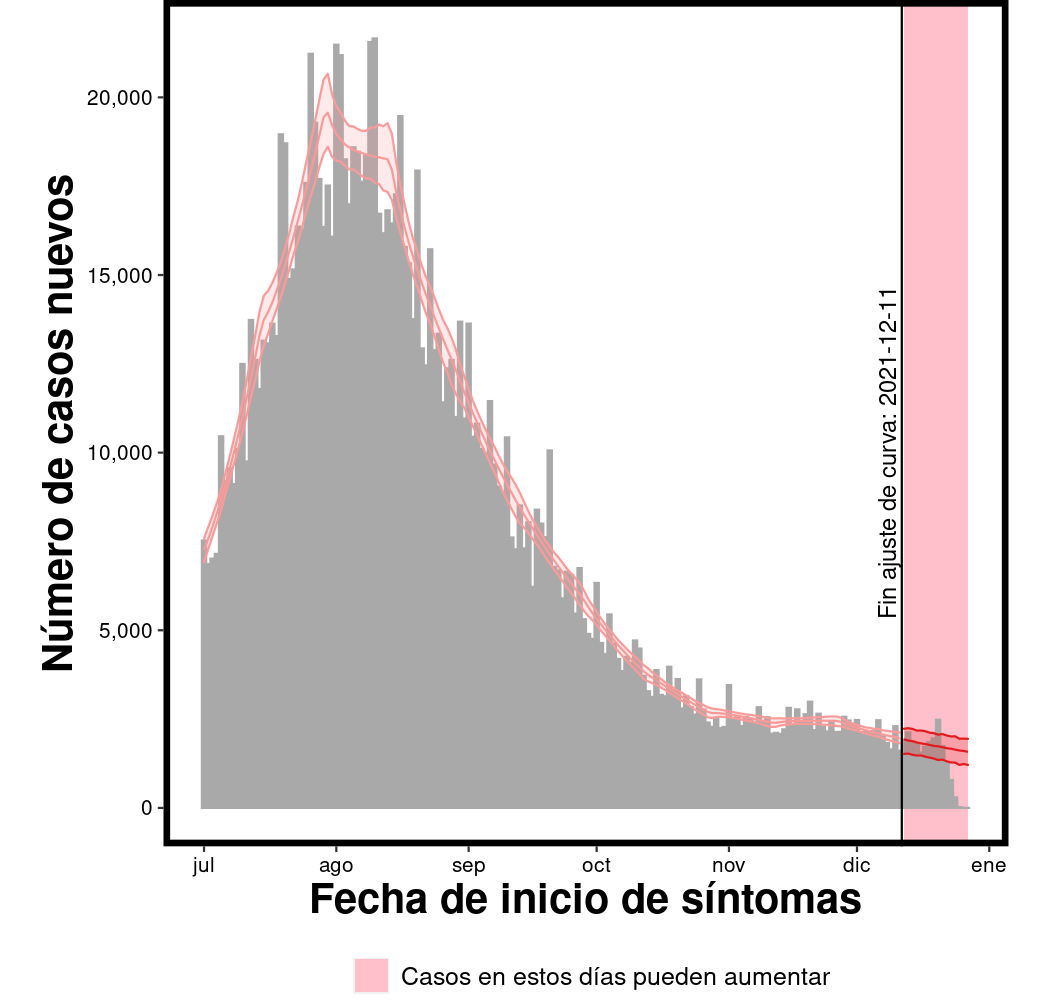 Número de casos nuevos
20,000
15,000
10,000
5,000
0
Fin ajuste de curva: 2021-12-11
jul ago sep oct nov dic ene
Fecha de inicio de síntomas
Casos en estos días pueden aumentar